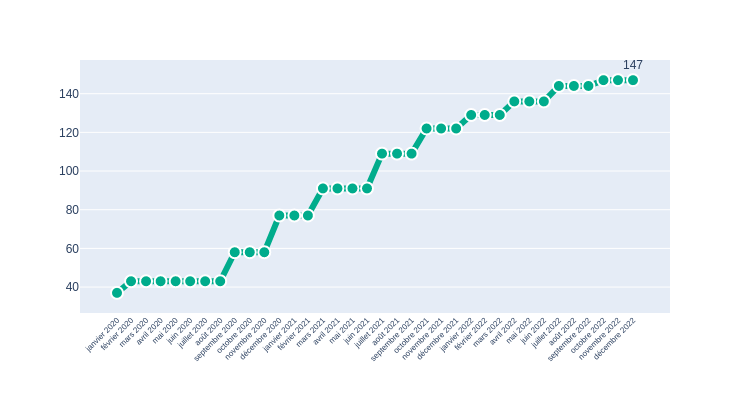 147
140
120
100
80
60
40
janvier 2020
février 2020
mars 2020
avril 2020
mai 2020
juin 2020
juillet 2020
août 2020
septembre 2020
octobre 2020
novembre 2020
décembre 2020
janvier 2021
février 2021
mars 2021
avril 2021
mai 2021
juin 2021
juillet 2021
août 2021
septembre 2021
octobre 2021
novembre 2021
décembre 2021
janvier 2022
février 2022
mars 2022
avril 2022
mai 2022
juin 2022
juillet 2022
août 2022
septembre 2022
octobre 2022
novembre 2022
décembre 2022